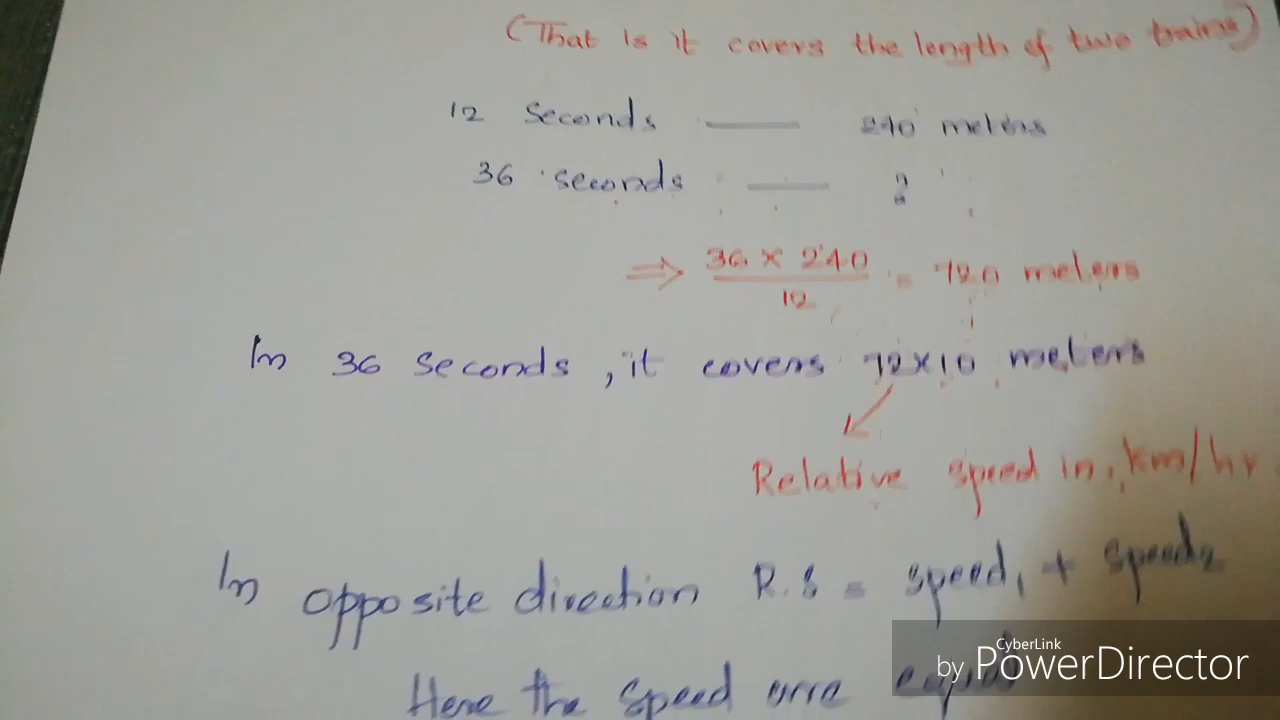 (That is it covers the length of two trains)
12 Seconds — 240 meters
36 seconds — ?
⇒ 36 × 240 / 12 = 720 meters
In 36 seconds, it covers 72×10 meters
Relative speed in km/hr
In opposite direction R.S = speed1 + speed2
Here the speed are equal
CyberLink
by PowerDirector